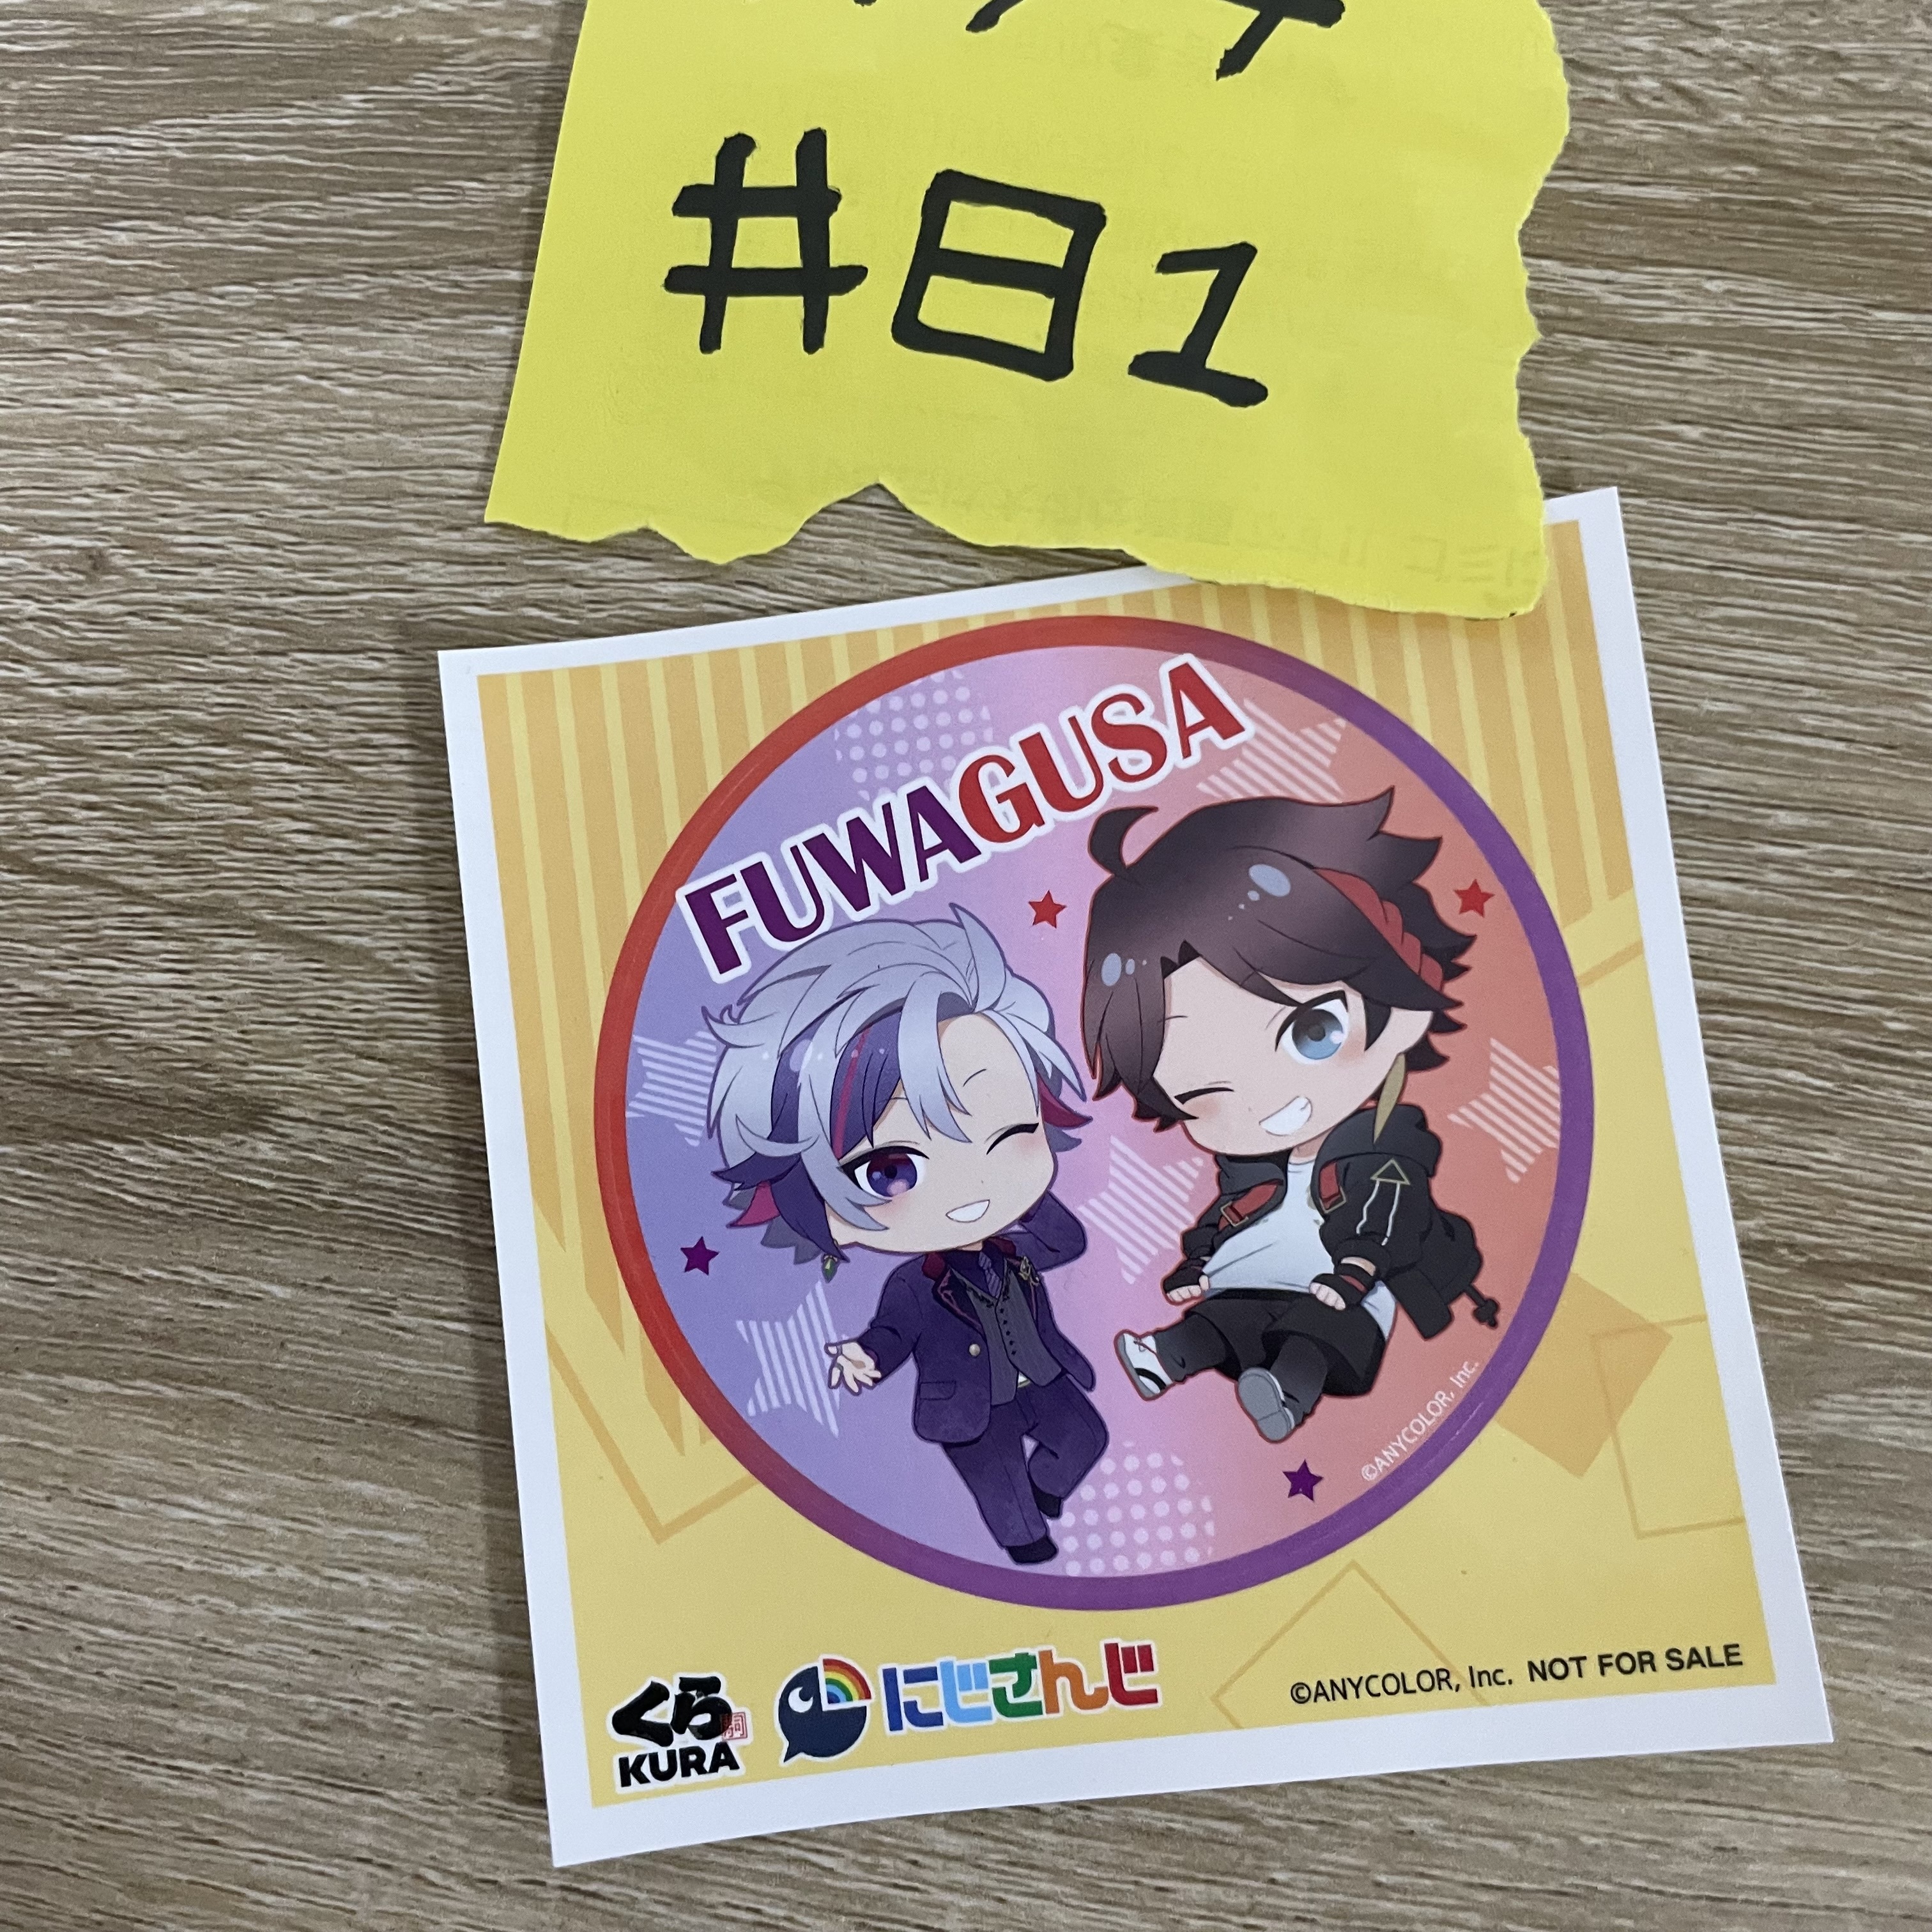 #81
FUWAGUSA
©ANYCOLOR, Inc.
くら
KURA
にじさんじ
©ANYCOLOR, Inc. NOT FOR SALE